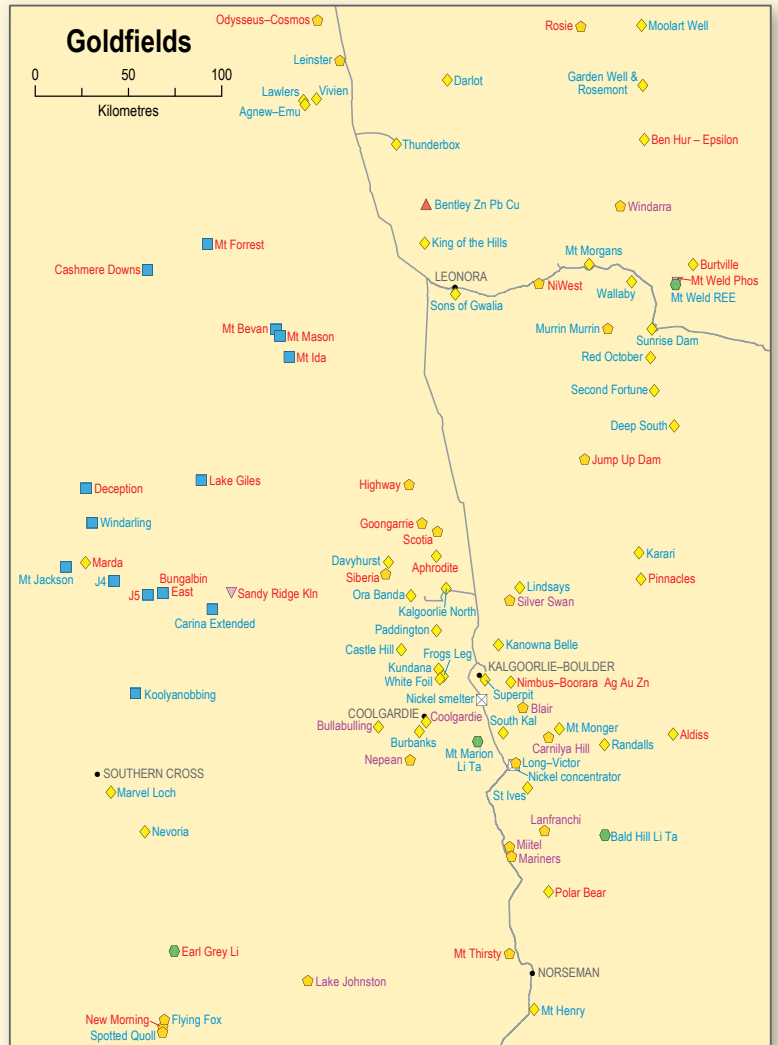 Goldfields
0 50 100
Kilometres
Odysseus–Cosmos
Rosie
Moolart Well
Leinster
Darlot
Garden Well &
Rosemont
Lawlers
Vivien
Agnew–Emu
Thunderbox
Ben Hur – Epsilon
Bentley Zn Pb Cu
Windarra
Mt Forrest
King of the Hills
Mt Morgans
Cashmere Downs
Burtville
LEONORA
NiWest
Wallaby
Mt Weld Phos
Mt Weld REE
Sons of Gwalia
Mt Bevan
Mt Mason
Murrin Murrin
Sunrise Dam
Mt Ida
Red October
Second Fortune
Deep South
Jump Up Dam
Lake Giles
Deception
Highway
Windarling
Goongarrie
Scotia
Karari
Marda
Davyhurst
Aphrodite
Mt Jackson
J4
Bungalbin
East
Siberia
Pinnacles
J5
Sandy Ridge Kln
Ora Banda
Lindsays
Silver Swan
Kalgoorlie North
Carina Extended
Paddington
Castle Hill
Frogs Leg
Kanowna Belle
Kundana
KALGOORLIE–BOULDER
White Foil
Nimbus–Boorara Ag Au Zn
Koolyanobbing
Nickel smelter
Superpit
Blair
COOLGARDIE
Coolgardie
South Kal
Bullabulling
Mt Monger
Aldiss
Burbanks
Carnilya Hill
Randalls
Nepean
Mt Marion
Li Ta
Long–Victor
SOUTHERN CROSS
Nickel concentrator
Marvel Loch
St Ives
Lanfranchi
Nevoria
Bald Hill Li Ta
Miitel
Mariners
Polar Bear
Earl Grey Li
Mt Thirsty
NORSEMAN
Lake Johnston
Mt Henry
New Morning
Flying Fox
Spotted Quoll